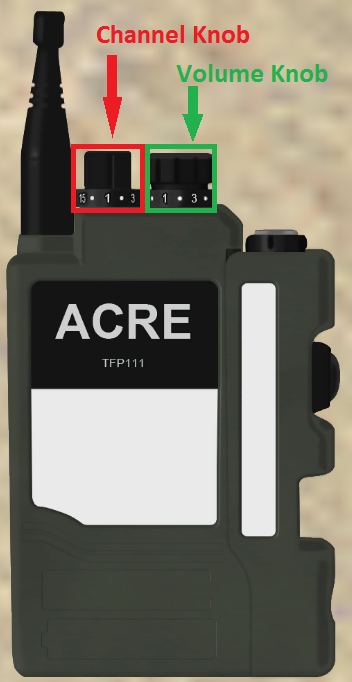 Channel Knob
Volume Knob
15 • 1 • 3
• 1 • 3 •
ACRE
TFP111